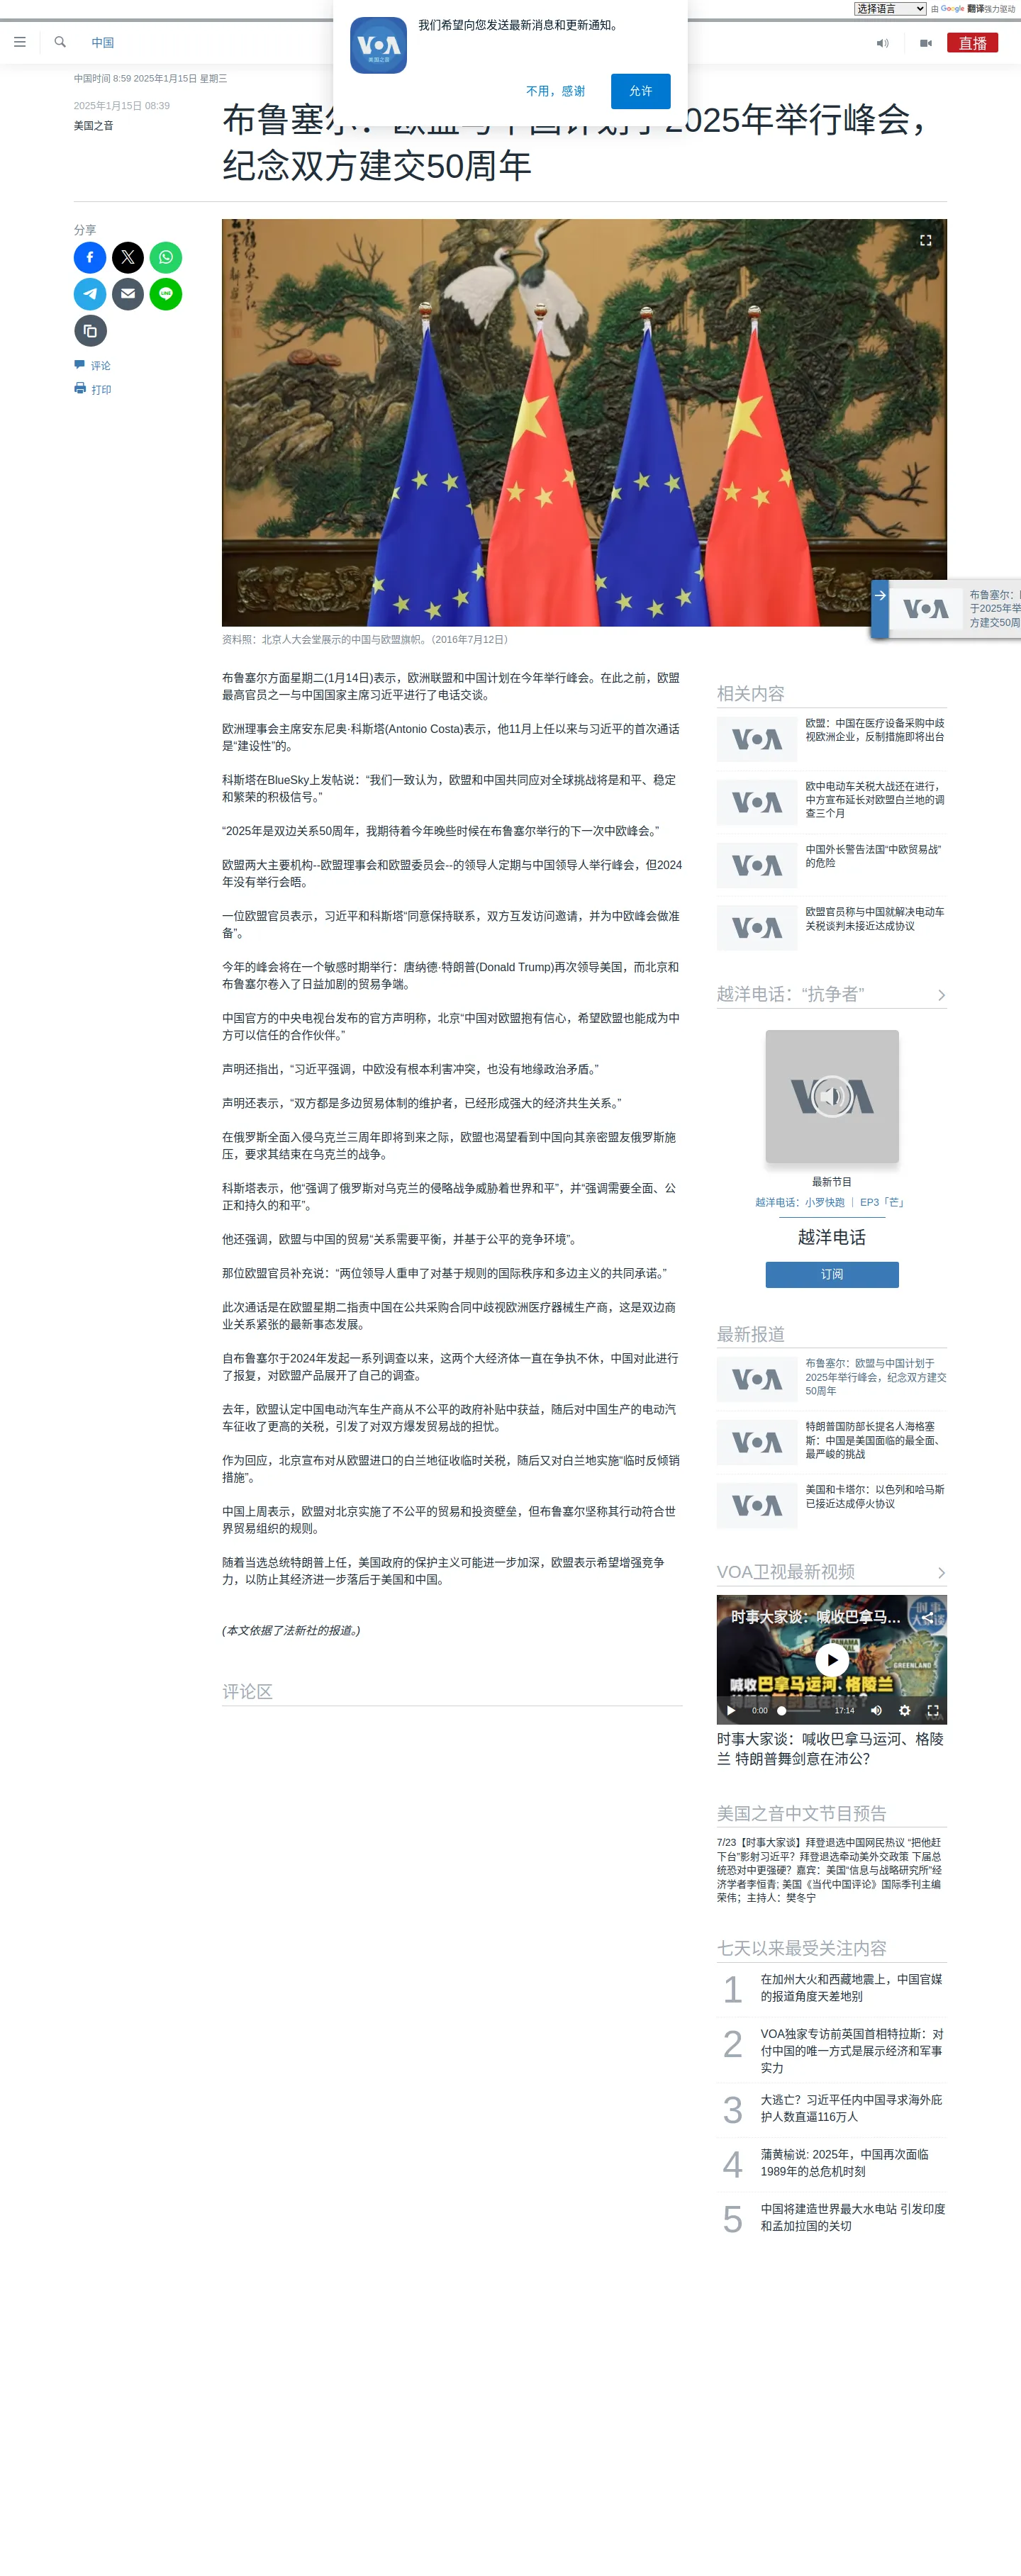 选择语言
由 Google 翻译强力驱动
我们希望向您发送最新消息和更新通知。
VOA
美国之音
不用，感谢
允许
中国
直播
中国时间 8:59 2025年1月15日 星期三
2025年1月15日 08:39
美国之音
布鲁塞尔：欧盟与中国计划于2025年举行峰会，
纪念双方建交50周年
分享
评论
打印
资料照：北京人大会堂展示的中国与欧盟旗帜。（2016年7月12日）
VOA
布鲁塞尔：
于2025年举
方建交50周
布鲁塞尔方面星期二(1月14日)表示，欧洲联盟和中国计划在今年举行峰会。在此之前，欧盟
最高官员之一与中国国家主席习近平进行了电话交谈。
欧洲理事会主席安东尼奥·科斯塔(Antonio Costa)表示，他11月上任以来与习近平的首次通话
是“建设性”的。
科斯塔在BlueSky上发帖说：“我们一致认为，欧盟和中国共同应对全球挑战将是和平、稳定
和繁荣的积极信号。”
“2025年是双边关系50周年，我期待着今年晚些时候在布鲁塞尔举行的下一次中欧峰会。”
欧盟两大主要机构--欧盟理事会和欧盟委员会--的领导人定期与中国领导人举行峰会，但2024
年没有举行会晤。
一位欧盟官员表示，习近平和科斯塔“同意保持联系，双方互发访问邀请，并为中欧峰会做准
备”。
今年的峰会将在一个敏感时期举行：唐纳德·特朗普(Donald Trump)再次领导美国，而北京和
布鲁塞尔卷入了日益加剧的贸易争端。
中国官方的中央电视台发布的官方声明称，北京“中国对欧盟抱有信心，希望欧盟也能成为中
方可以信任的合作伙伴。”
声明还指出，“习近平强调，中欧没有根本利害冲突，也没有地缘政治矛盾。”
声明还表示，“双方都是多边贸易体制的维护者，已经形成强大的经济共生关系。”
在俄罗斯全面入侵乌克兰三周年即将到来之际，欧盟也渴望看到中国向其亲密盟友俄罗斯施
压，要求其结束在乌克兰的战争。
科斯塔表示，他“强调了俄罗斯对乌克兰的侵略战争威胁着世界和平”，并“强调需要全面、公
正和持久的和平”。
他还强调，欧盟与中国的贸易“关系需要平衡，并基于公平的竞争环境”。
那位欧盟官员补充说：“两位领导人重申了对基于规则的国际秩序和多边主义的共同承诺。”
此次通话是在欧盟星期二指责中国在公共采购合同中歧视欧洲医疗器械生产商，这是双边商
业关系紧张的最新事态发展。
自布鲁塞尔于2024年发起一系列调查以来，这两个大经济体一直在争执不休，中国对此进行
了报复，对欧盟产品展开了自己的调查。
去年，欧盟认定中国电动汽车生产商从不公平的政府补贴中获益，随后对中国生产的电动汽
车征收了更高的关税，引发了对双方爆发贸易战的担忧。
作为回应，北京宣布对从欧盟进口的白兰地征收临时关税，随后又对白兰地实施“临时反倾销
措施”。
中国上周表示，欧盟对北京实施了不公平的贸易和投资壁垒，但布鲁塞尔坚称其行动符合世
界贸易组织的规则。
随着当选总统特朗普上任，美国政府的保护主义可能进一步加深，欧盟表示希望增强竞争
力，以防止其经济进一步落后于美国和中国。
(本文依据了法新社的报道。)
评论区
相关内容
VOA
欧盟：中国在医疗设备采购中歧
视欧洲企业，反制措施即将出台
VOA
欧中电动车关税大战还在进行，
中方宣布延长对欧盟白兰地的调
查三个月
VOA
中国外长警告法国“中欧贸易战”
的危险
VOA
欧盟官员称与中国就解决电动车
关税谈判未接近达成协议
越洋电话：“抗争者”
VOA
最新节目
越洋电话：小罗快跑 ｜ EP3「芒」
越洋电话
订阅
最新报道
VOA
布鲁塞尔：欧盟与中国计划于
2025年举行峰会，纪念双方建交
50周年
VOA
特朗普国防部长提名人海格塞
斯：中国是美国面临的最全面、
最严峻的挑战
VOA
美国和卡塔尔：以色列和哈马斯
已接近达成停火协议
VOA卫视最新视频
时事大家谈：喊收巴拿马...
PANAMA
GREENLAND
喊收巴拿马运河、格陵兰
0:00
17:14
时事大家谈：喊收巴拿马运河、格陵
兰 特朗普舞剑意在沛公？
美国之音中文节目预告
7/23【时事大家谈】拜登退选中国网民热议 “把他赶
下台”影射习近平？拜登退选牵动美外交政策 下届总
统恐对中更强硬？嘉宾：美国“信息与战略研究所”经
济学者李恒青; 美国《当代中国评论》国际季刊主编
荣伟；主持人：樊冬宁
七天以来最受关注内容
1
在加州大火和西藏地震上，中国官媒
的报道角度天差地别
2
VOA独家专访前英国首相特拉斯：对
付中国的唯一方式是展示经济和军事
实力
3
大逃亡？习近平任内中国寻求海外庇
护人数直逼116万人
4
蒲黄榆说: 2025年，中国再次面临
1989年的总危机时刻
5
中国将建造世界最大水电站 引发印度
和孟加拉国的关切